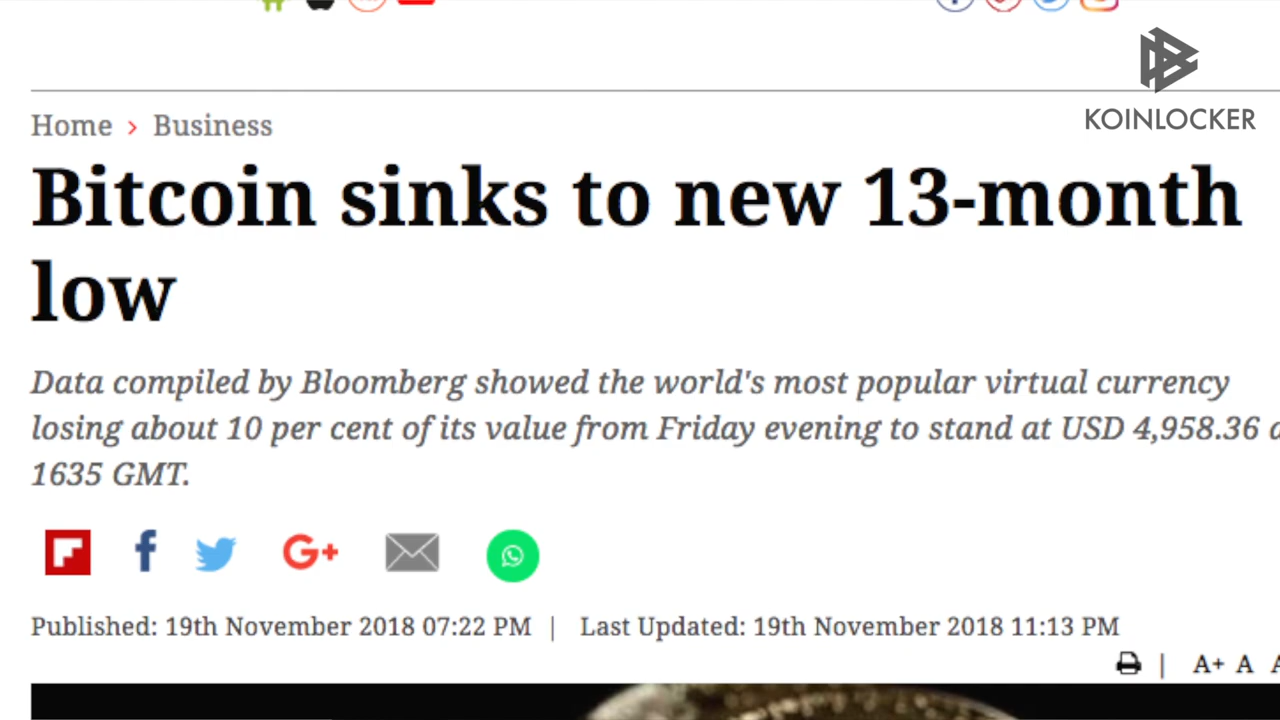 KOINLOCKER
Home > Business
Bitcoin sinks to new 13-month
low
Data compiled by Bloomberg showed the world's most popular virtual currency
losing about 10 per cent of its value from Friday evening to stand at USD 4,958.36
1635 GMT.
G+
Published: 19th November 2018 07:22 PM | Last Updated: 19th November 2018 11:13 PM
| A+ A